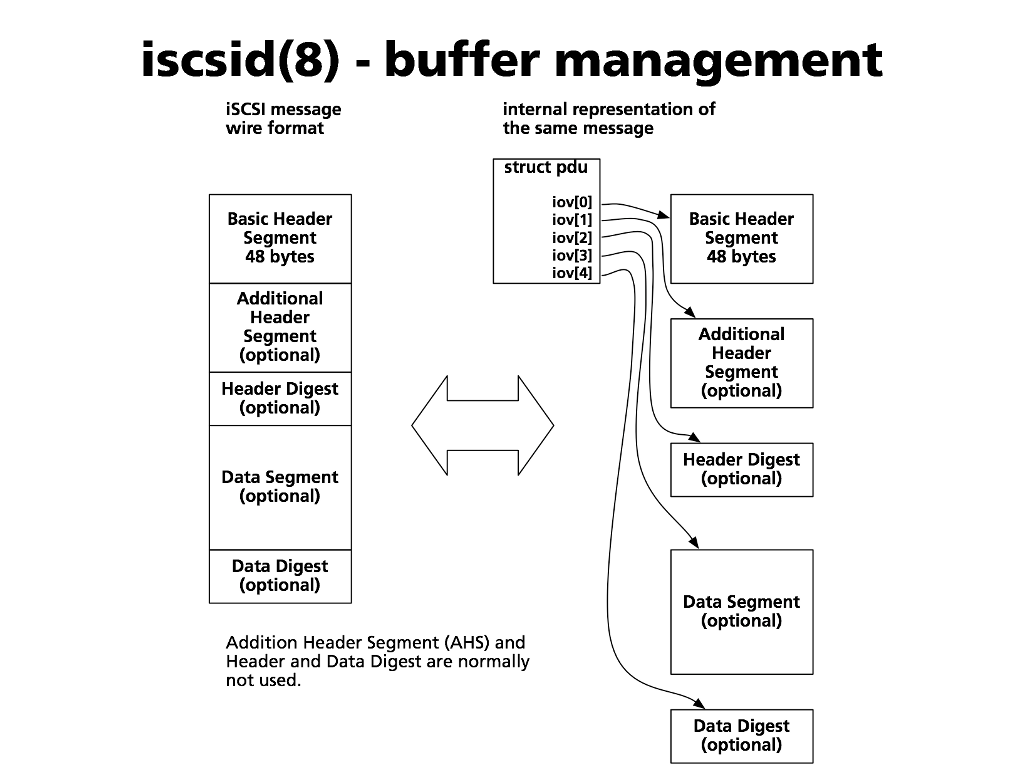 iscsid(8) - buffer management
iSCSI message
wire format
Basic Header
Segment
48 bytes
Additional
Header
Segment
(optional)
Header Digest
(optional)
Data Segment
(optional)
Data Digest
(optional)
Addition Header Segment (AHS) and
Header and Data Digest are normally
not used.
internal representation of
the same message
struct pdu
iov[0]
iov[1]
iov[2]
iov[3]
iov[4]
Basic Header
Segment
48 bytes
Additional
Header
Segment
(optional)
Header Digest
(optional)
Data Segment
(optional)
Data Digest
(optional)